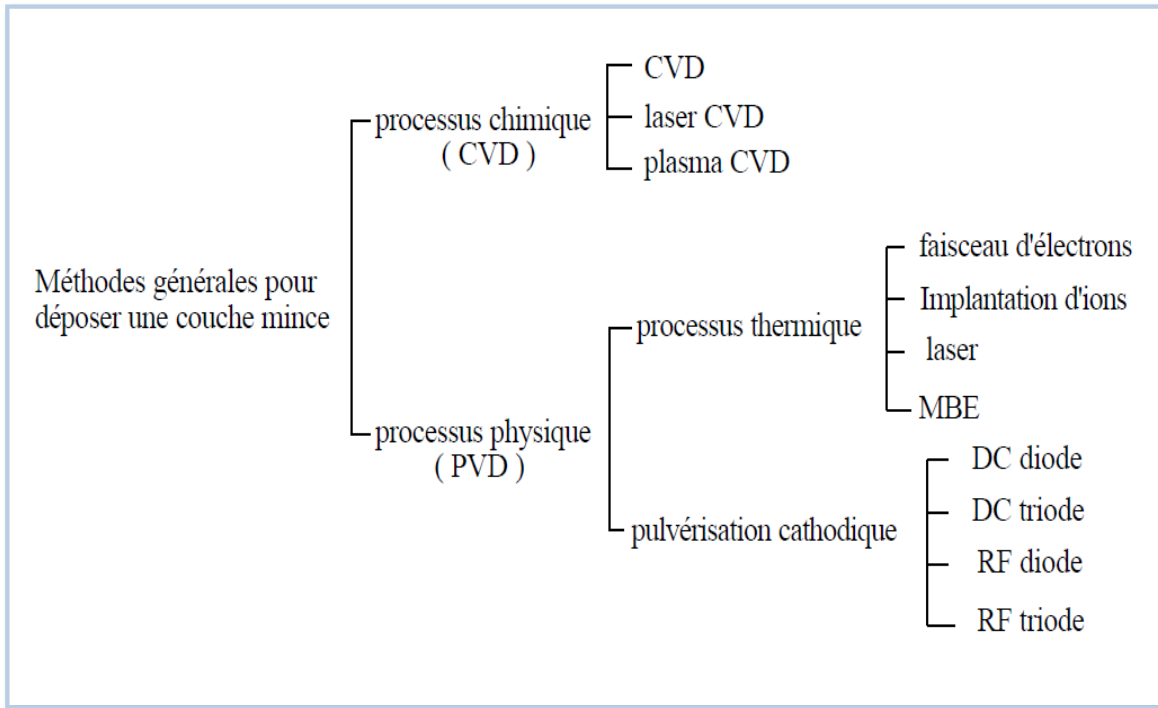 Méthodes générales pour
déposer une couche mince
processus chimique
( CVD )
CVD
laser CVD
plasma CVD
processus physique
( PVD )
processus thermique
faisceau d'électrons
Implantation d'ions
laser
MBE
pulvérisation cathodique
DC diode
DC triode
RF diode
RF triode